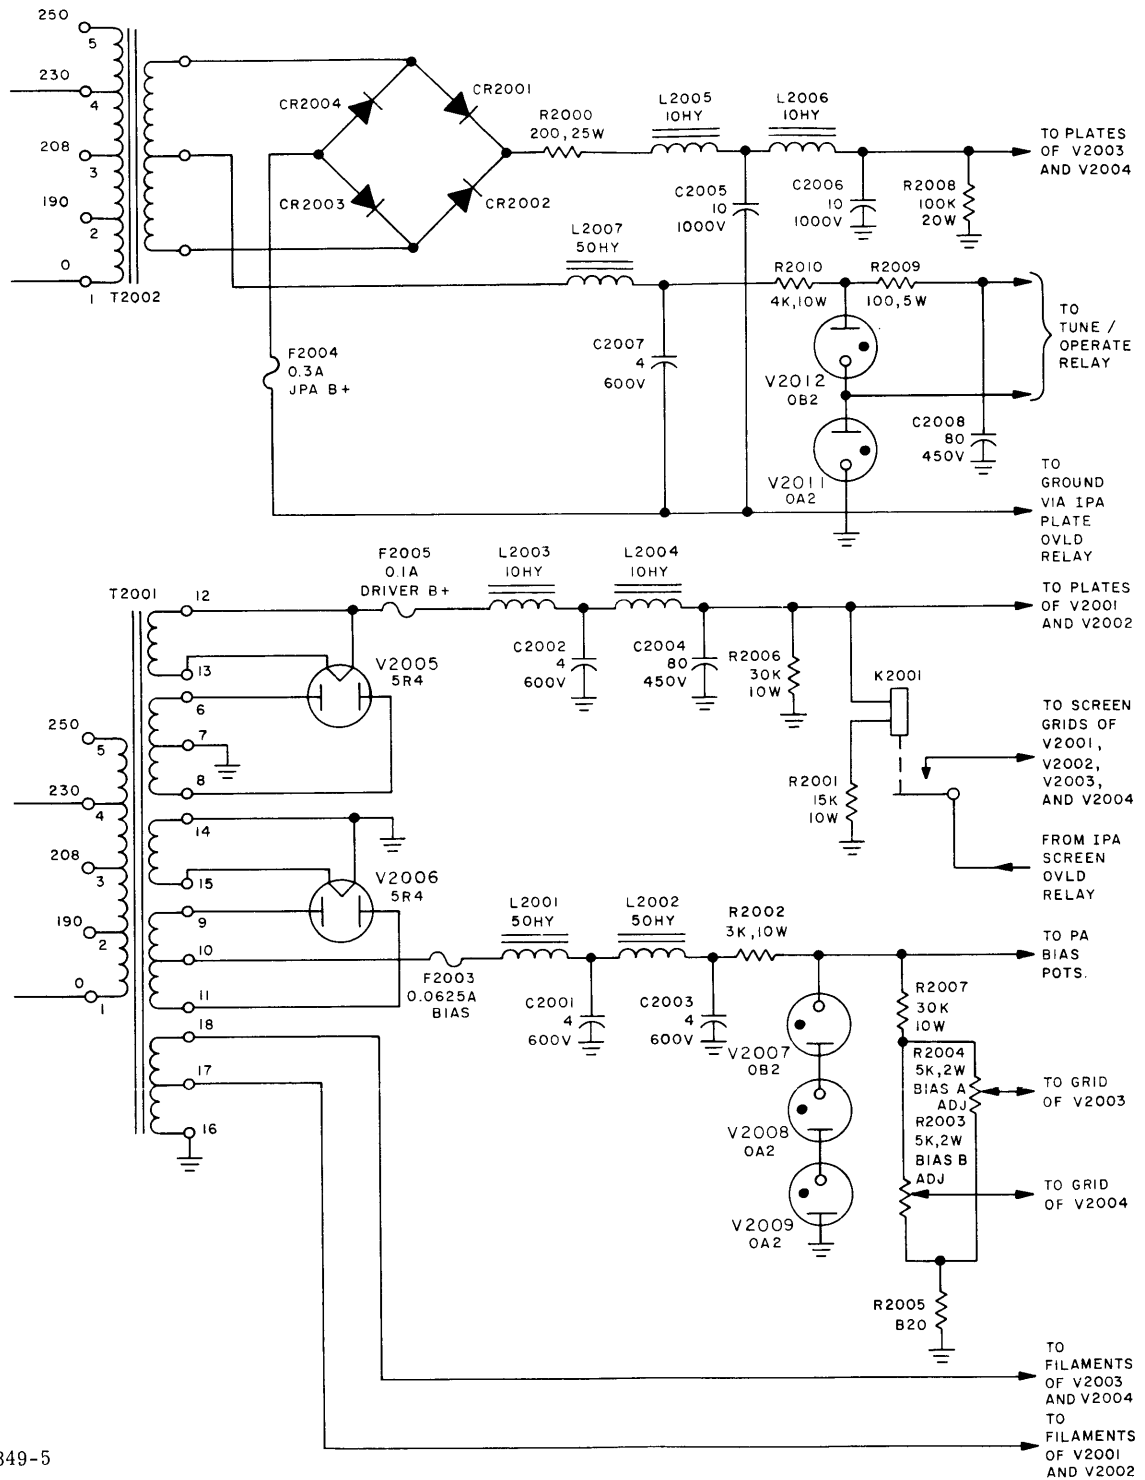 250
5
230
4
208
3
190
2
0
1
T2002
CR2004
CR2001
CR2003
CR2002
R2000
200,25W
L2005
10HY
L2006
10HY
TO PLATES
OF V2003
AND V2004
C2005
10
1000V
C2006
10
1000V
R2008
100K
20W
L2007
50HY
R2010
4K,10W
R2009
100,5W
TO
TUNE /
OPERATE
RELAY
F2004
0.3A
JPA B+
C2007
4
600V
V2012
OB2
C2008
80
450V
V2011
OA2
TO
GROUND
VIA IPA
PLATE
OVLD
RELAY
T2001
12
F2005
0.1A
DRIVER B+
L2003
10HY
L2004
10HY
TO PLATES
OF V2001
AND V2002
13
V2005
5R4
C2002
4
600V
C2004
80
450V
R2006
30K
10W
K2001
6
7
8
250
5
230
4
208
3
190
2
0
1
R2001
15K
10W
TO SCREEN
GRIDS OF
V2001,
V2002,
V2003,
AND V2004
FROM IPA
SCREEN
OVLD
RELAY
14
15
V2006
5R4
9
10
11
F2003
0.0625A
BIAS
L2001
50HY
L2002
50HY
R2002
3K,10W
TO PA
BIAS
POTS.
C2001
4
600V
C2003
4
600V
V2007
OB2
R2007
30K
10W
R2004
5K,2W
BIAS A
ADJ
TO GRID
OF V2003
V2008
OA2
R2003
5K,2W
BIAS B
ADJ
TO GRID
OF V2004
V2009
OA2
R2005
B20
18
17
16
TO
FILAMENTS
OF V2003
AND V2004
TO
FILAMENTS
OF V2001
AND V2002
849-5